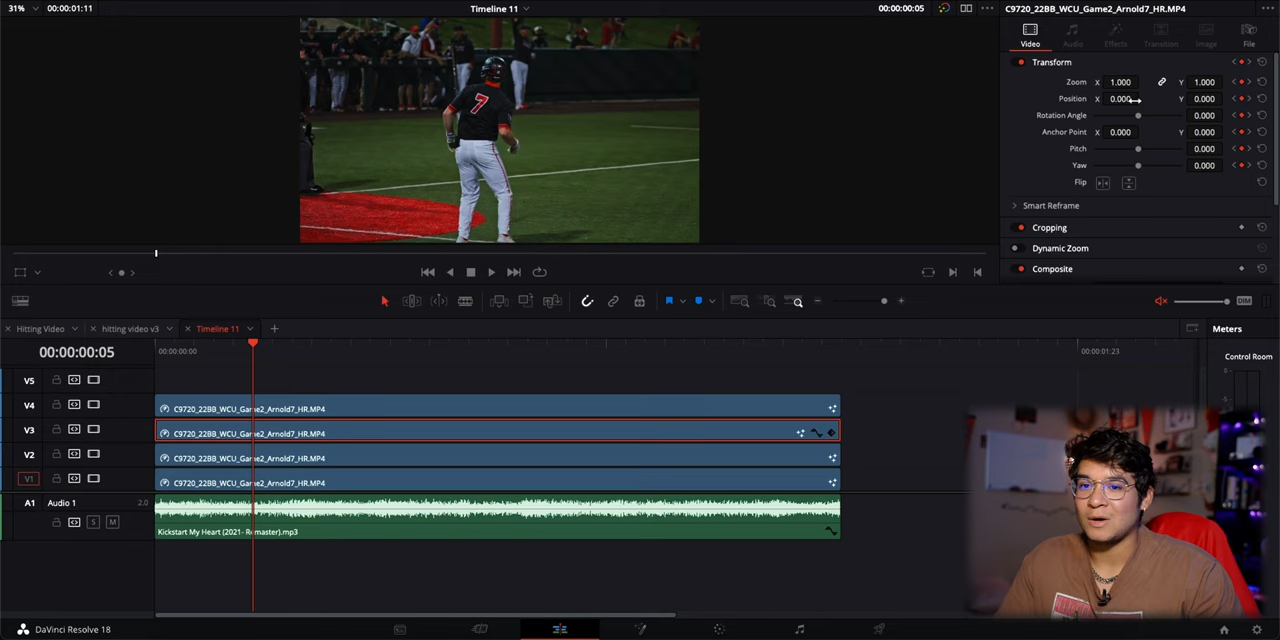 31% 00:00:01:11 Timeline 11 00:00:00:05 C9720_22BB_WCU_Game2_Arnold7_HR.MP4
Video Audio Effects Transition Image File
Transform
Zoom X 1.000 Y 1.000
Position X 0.000 Y 0.000
Rotation Angle 0.000
Anchor Point X 0.000 Y 0.000
Pitch 0.000
Yaw 0.000
Flip
Smart Reframe
Cropping
Dynamic Zoom
Composite
7
DIM
Hitting Video hitting video v3 Timeline 11 Meters
00:00:00:05 00:00:00:00 00:00:01:23 Control Room
0
-5
V5
V4 C9720_22BB_WCU_Game2_Arnold7_HR.MP4
V3 C9720_22BB_WCU_Game2_Arnold7_HR.MP4
V2 C9720_22BB_WCU_Game2_Arnold7_HR.MP4
V1 C9720_22BB_WCU_Game2_Arnold7_HR.MP4
A1 Audio 1 2.0
S M
Kickstart My Heart (2021- Remaster).mp3
DaVinci Resolve 18